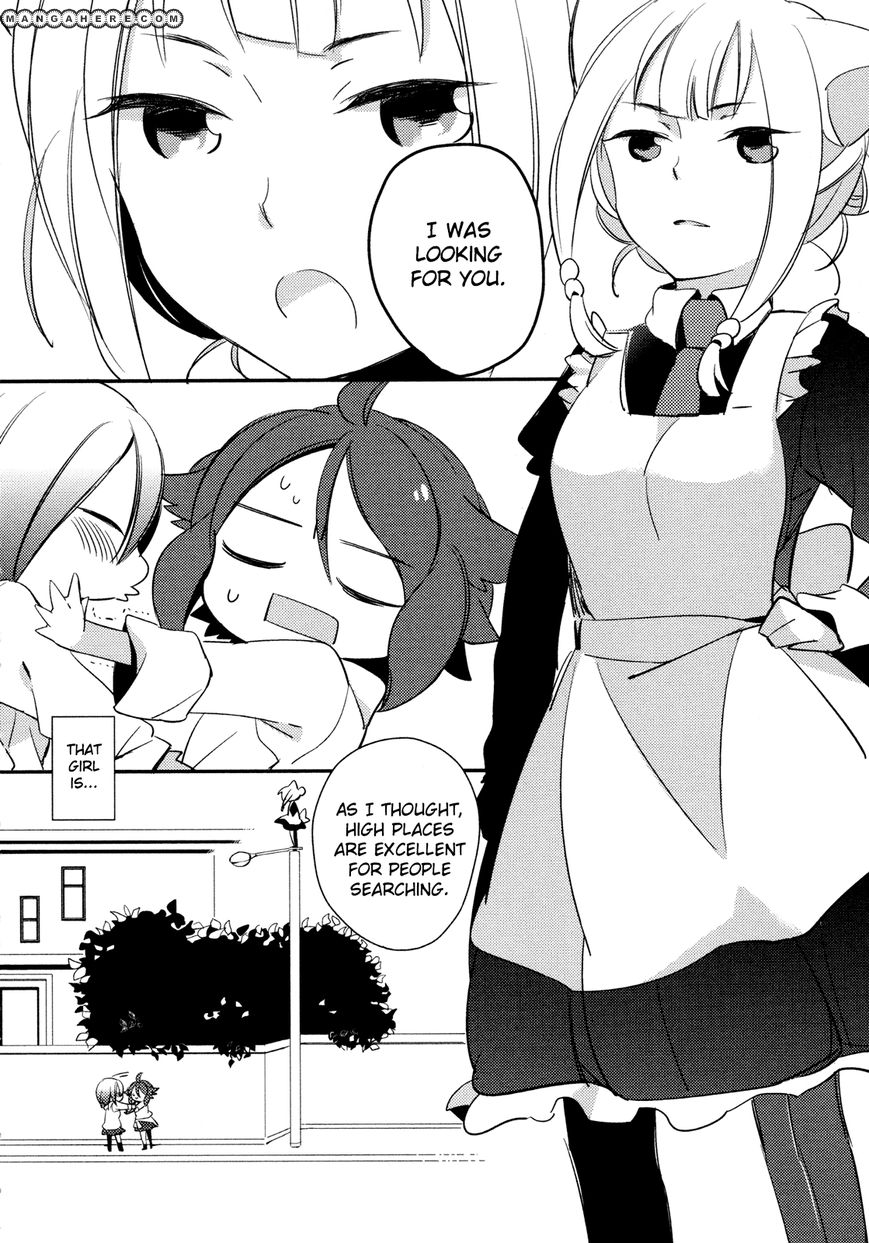 MANGAHERE.COM
I WAS
LOOKING
FOR YOU.
THAT
GIRL
IS...
AS I THOUGHT,
HIGH PLACES
ARE EXCELLENT
FOR PEOPLE
SEARCHING.